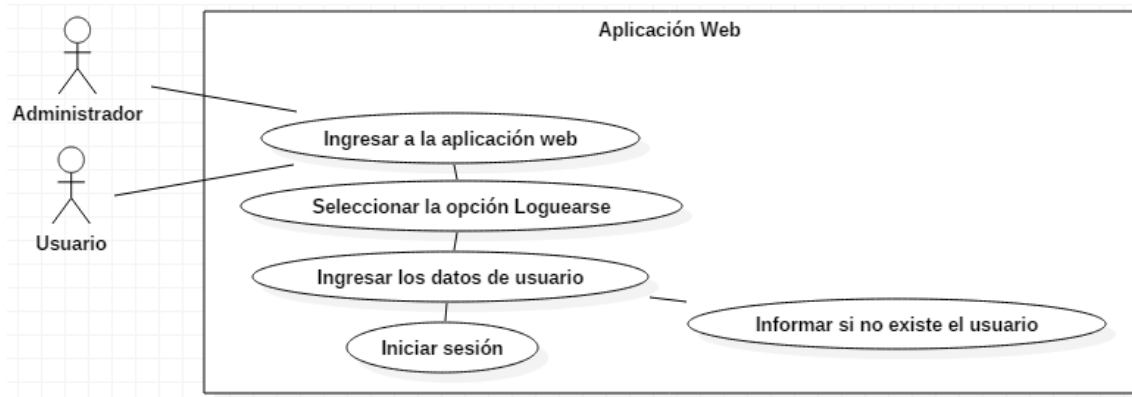 Aplicación Web
Administrador
Ingresar a la aplicación web
Seleccionar la opción Loguearse
Usuario
Ingresar los datos de usuario
Informar si no existe el usuario
Iniciar sesión